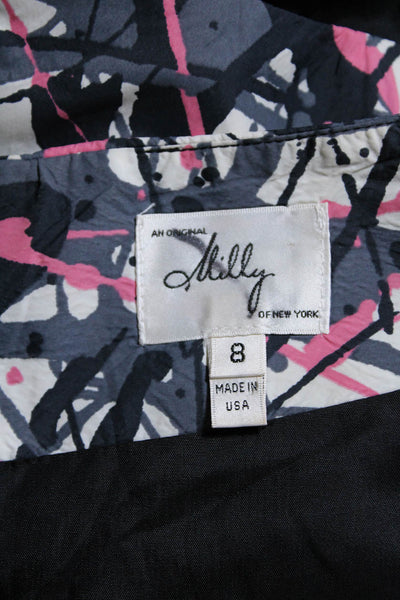 AN ORIGINAL
Milly
OF NEW YORK
8
MADE IN
USA